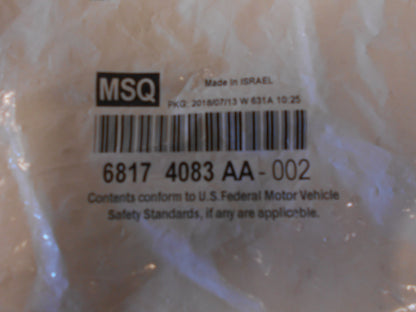 MSQ
Made in ISRAEL
PKG: 2018/07/13 W 631A 10:25
6817 4083 AA - 002
Contents conform to U.S. Federal Motor Vehicle
Safety Standards, if any are applicable.